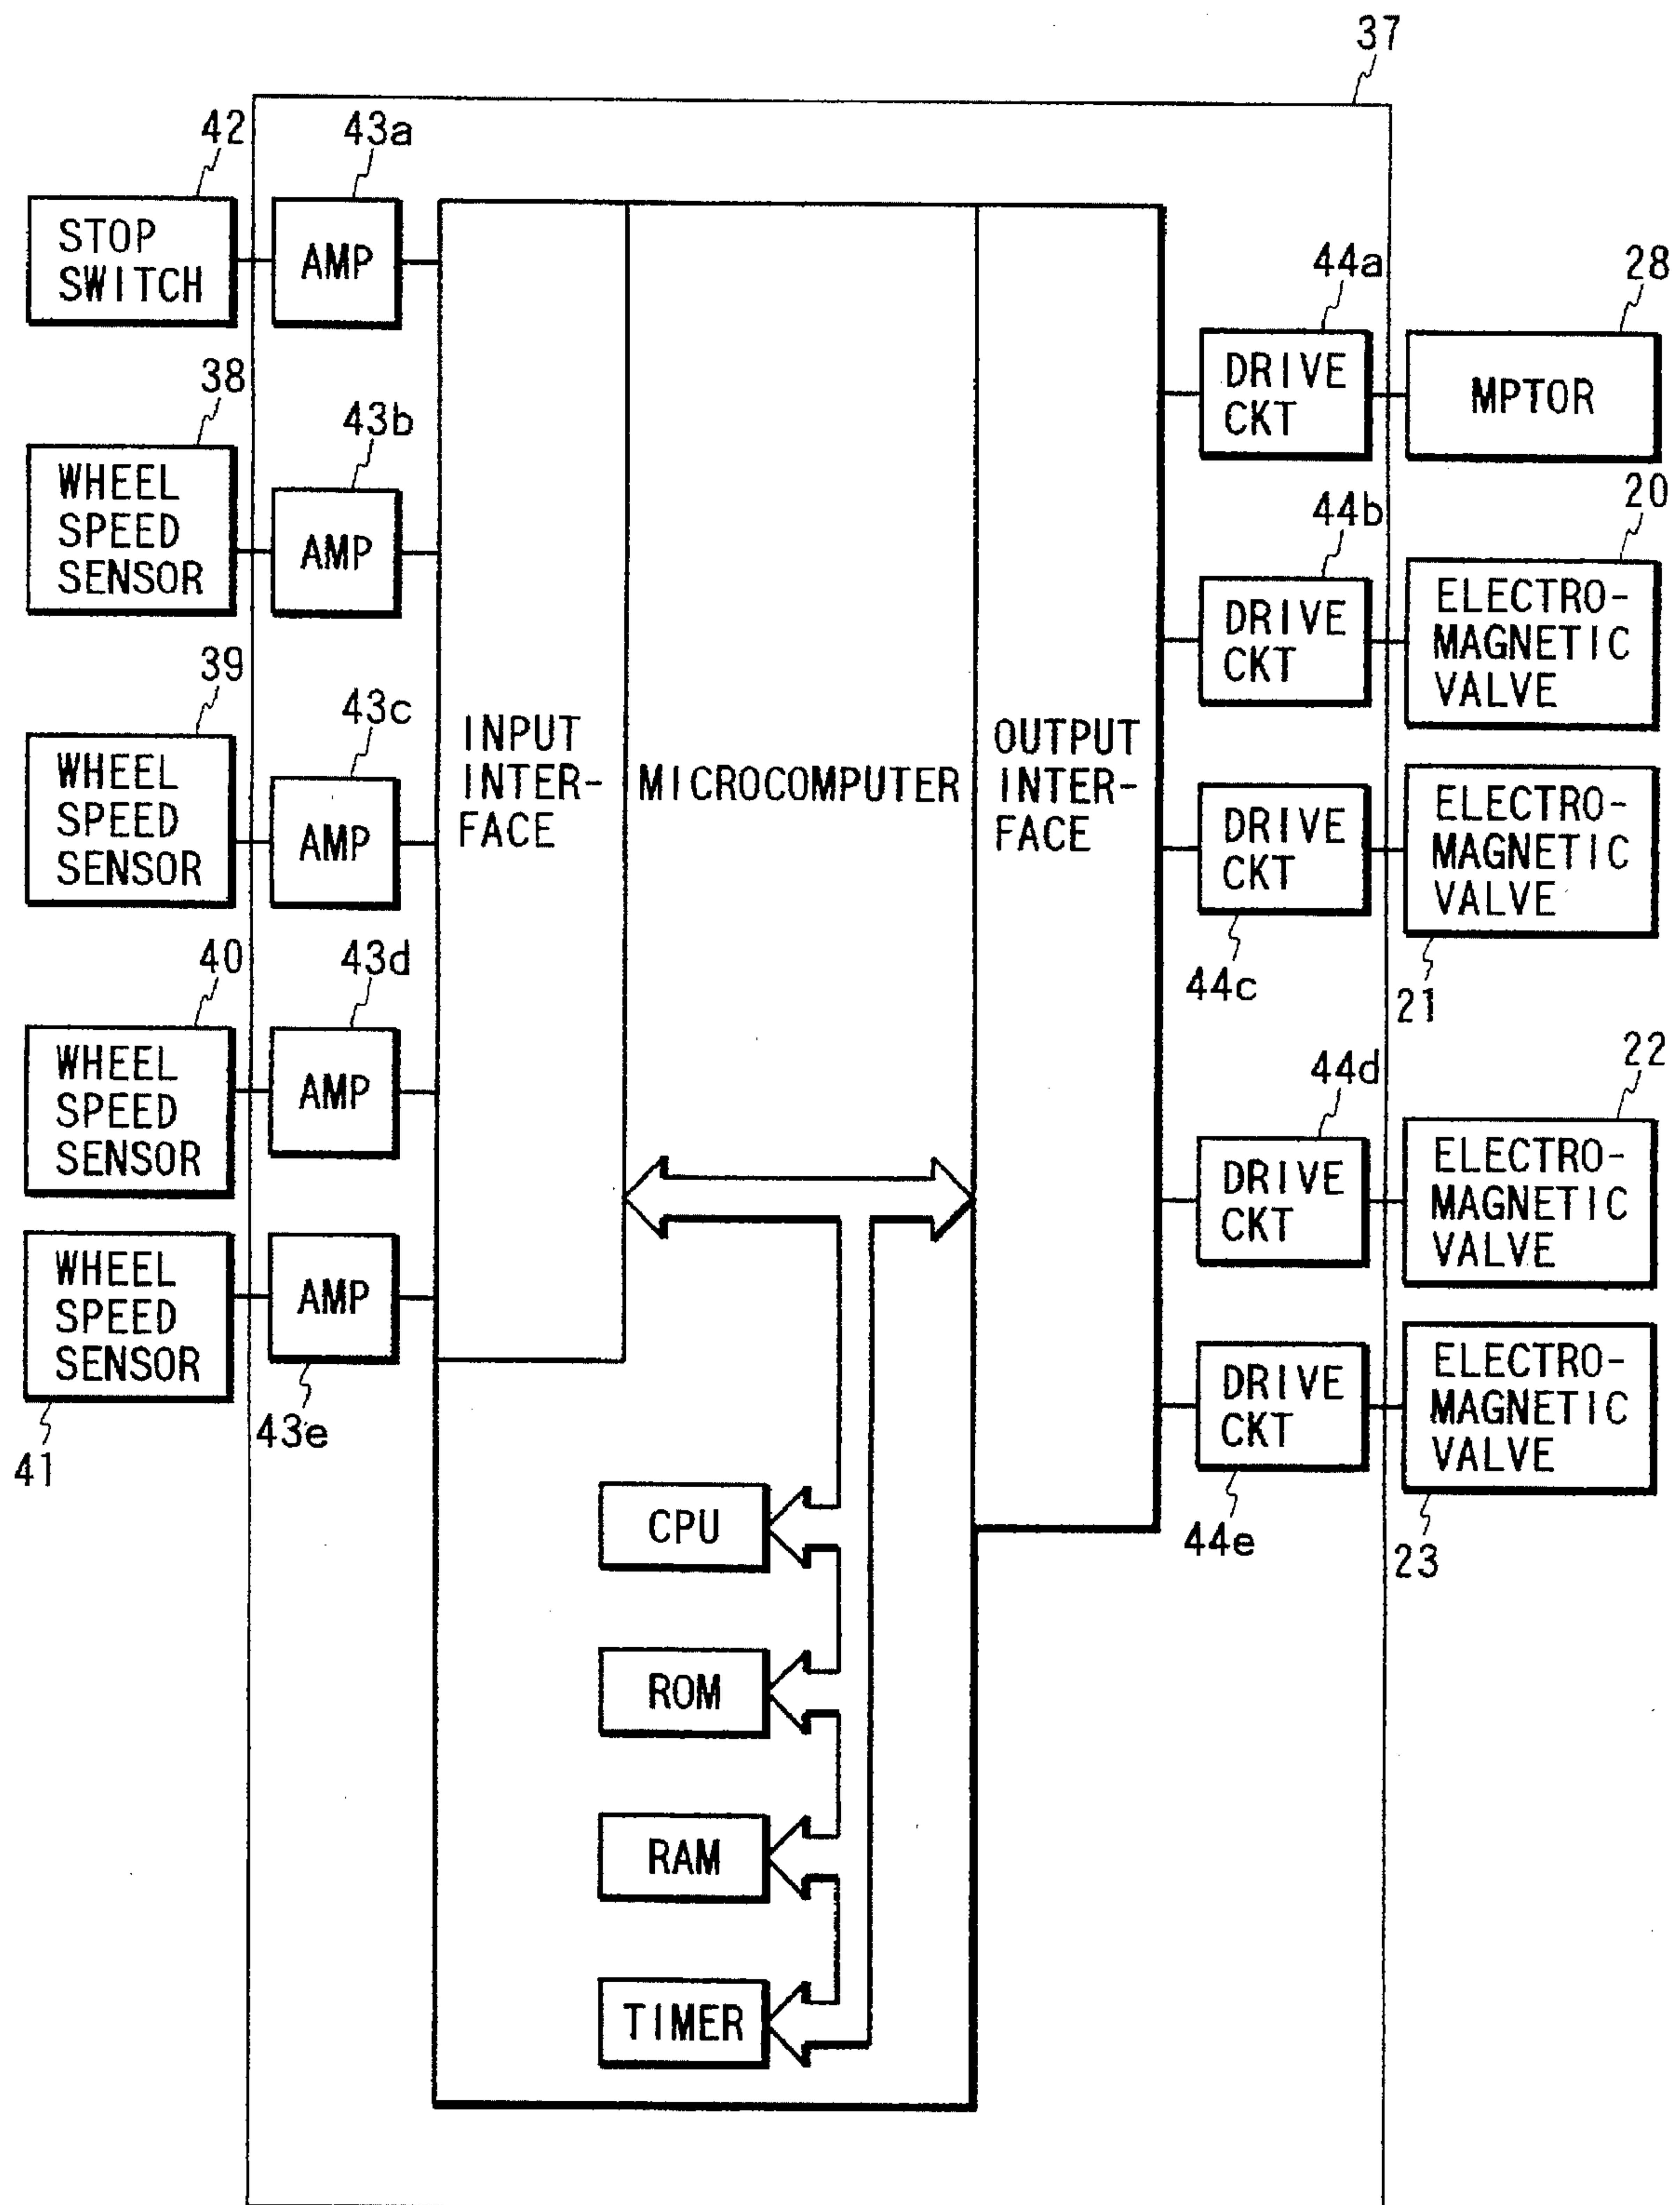 37
42
43a
STOP
SWITCH
AMP
44a
28
DRIVE
CKT
MPTOR
38
43b
WHEEL
SPEED
SENSOR
AMP
44b
20
DRIVE
CKT
ELECTRO-
MAGNETIC
VALVE
39
43c
WHEEL
SPEED
SENSOR
AMP
INPUT
INTER-
FACE
MICROCOMPUTER
OUTPUT
INTER-
FACE
DRIVE
CKT
44c
ELECTRO-
MAGNETIC
VALVE
21
40
43d
WHEEL
SPEED
SENSOR
AMP
44d
22
DRIVE
CKT
ELECTRO-
MAGNETIC
VALVE
WHEEL
SPEED
SENSOR
41
AMP
43e
DRIVE
CKT
44e
ELECTRO-
MAGNETIC
VALVE
23
CPU
ROM
RAM
TIMER